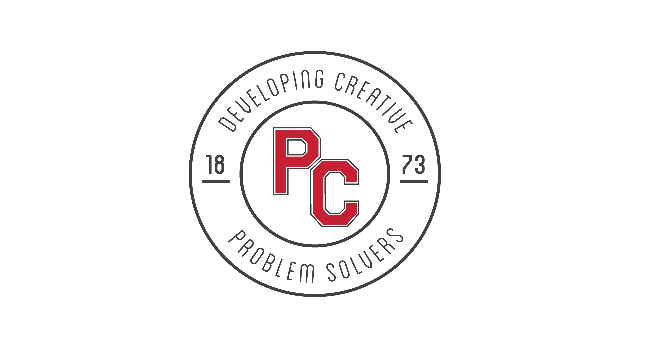 DEVELOPING CREATIVE
18
PC
73
PROBLEM SOLVERS